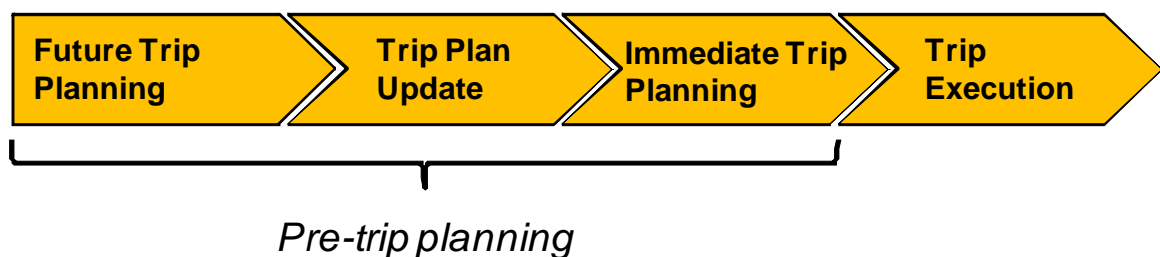 Future Trip
Planning
Trip Plan
Update
Immediate Trip
Planning
Trip
Execution
Pre-trip planning